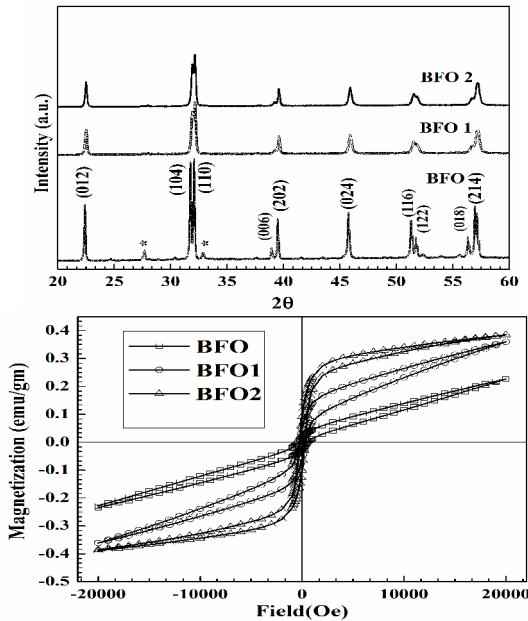 BFO 2
BFO 1
BFO
Intensity (a.u.)
(012)
*
(104)
(110)
*
(006)
(202)
(024)
(116)
(122)
(018)
(214)
20 25 30 35 40 45 50 55 60
2θ
BFO
BFO1
BFO2
Magnetization (emu/gm)
0.4
0.3
0.2
0.1
0.0
-0.1
-0.2
-0.3
-0.4
-0.5
-20000 -10000 0 10000 20000
Field(Oe)